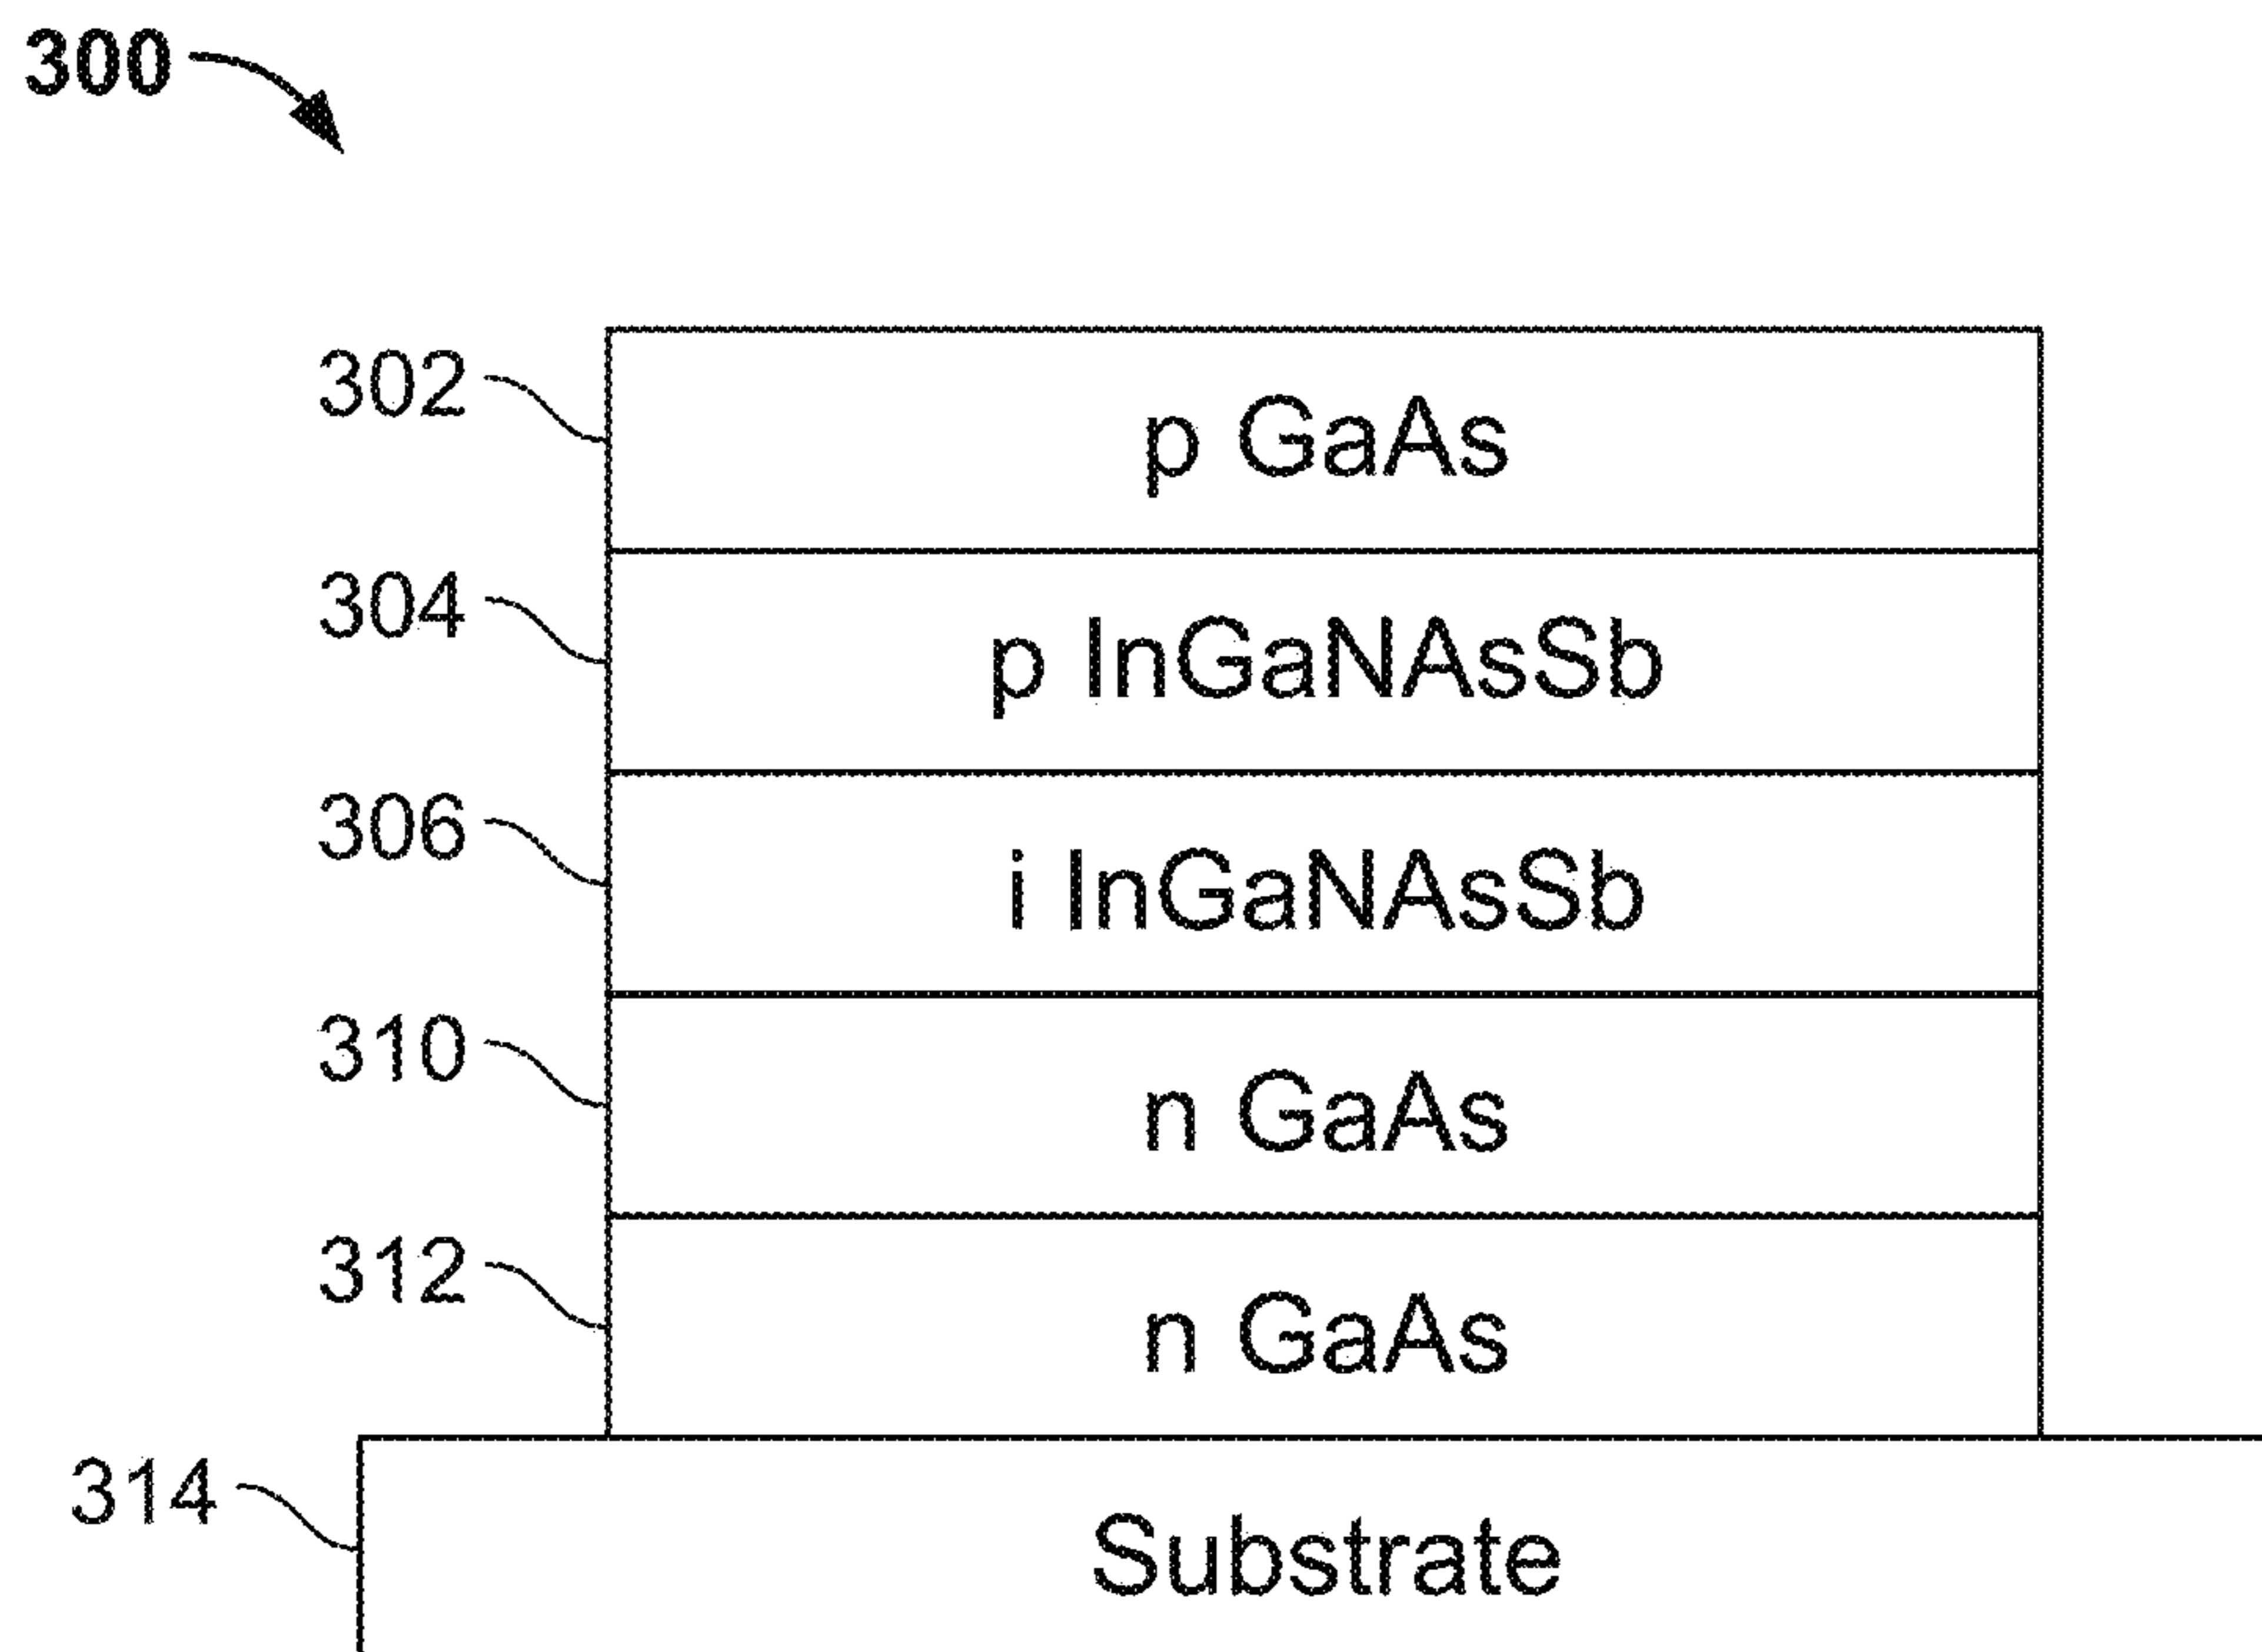 300
302 p GaAs
304 p InGaNAsSb
306 i InGaNAsSb
310 n GaAs
312 n GaAs
314 Substrate